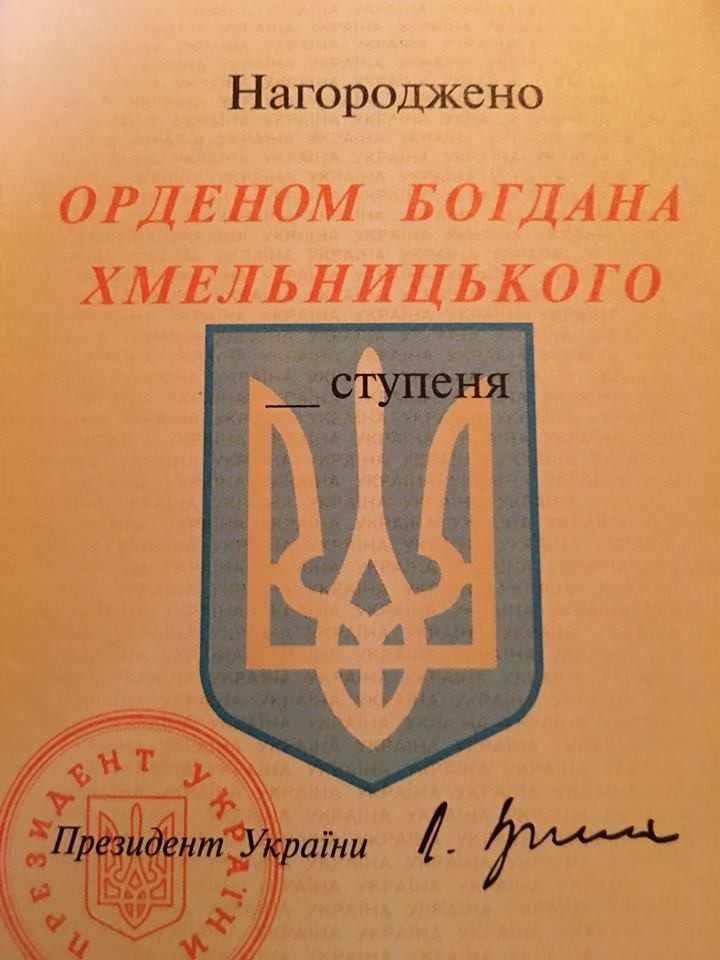 Нагороджено
ОРДЕНОМ БОГДАНА
ХМЕЛЬНИЦЬКОГО
__ ступеня
ПРЕЗИДЕНТ УКРАЇНИ
Президент України